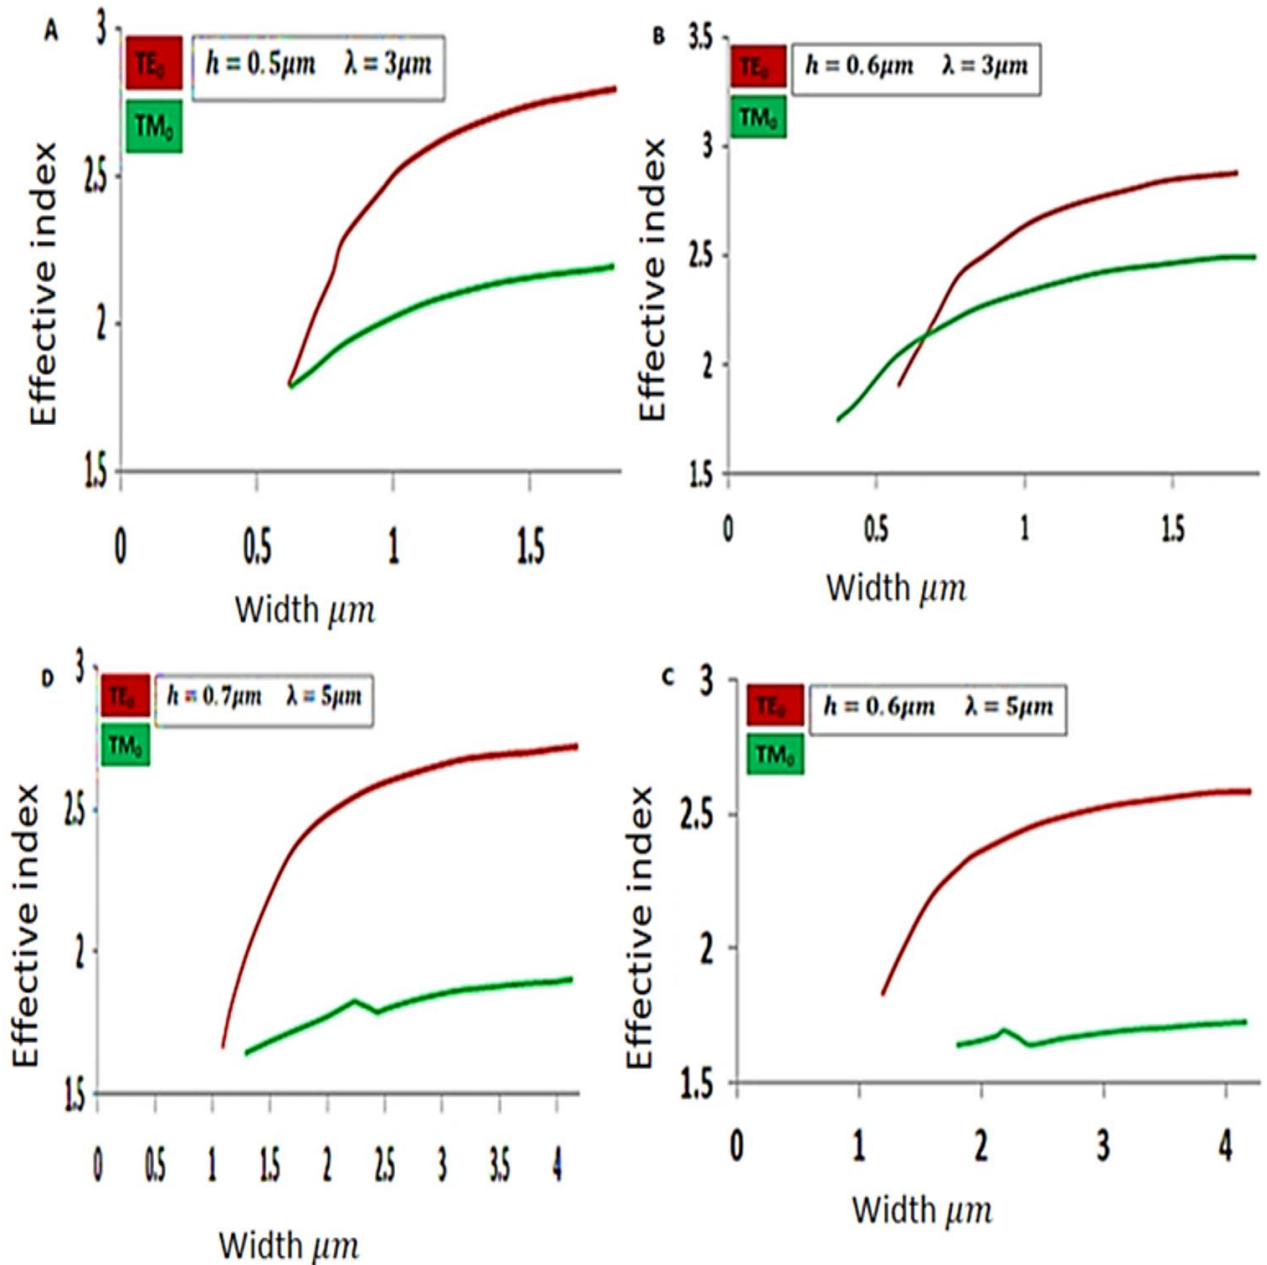 A
3
TE₀
h = 0.5μm λ = 3μm
TM₀
2.5
2
1.5
0 0.5 1 1.5
Effective index
Width μm
B
3.5
TE₀
h = 0.6μm λ = 3μm
TM₀
3
2.5
2
1.5
0 0.5 1 1.5
Effective index
Width μm
D
3
TE₀
h = 0.7μm λ = 5μm
TM₀
2.5
2
1.5
0 0.5 1 1.5 2 2.5 3 3.5 4
Effective index
Width μm
C
3
TE₀
h = 0.6μm λ = 5μm
TM₀
2.5
2
1.5
0 1 2 3 4
Effective index
Width μm